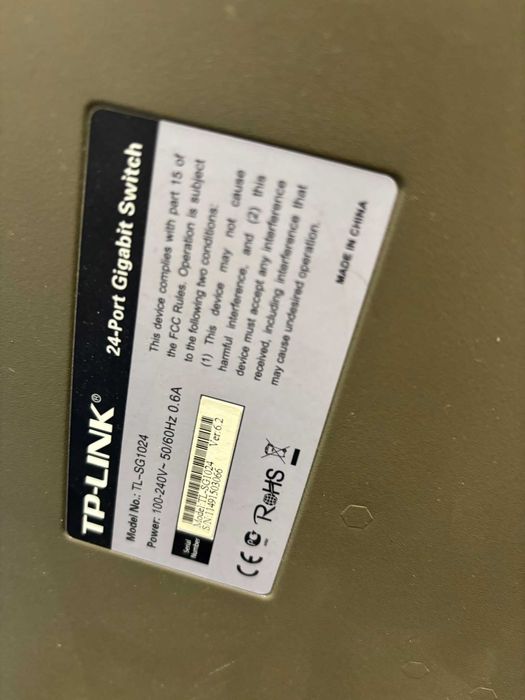 TP-LINK® 24-Port Gigabit Switch
Model No.: TL-SG1024
Power: 100-240V~ 50/60Hz 0.6A
Serial
Number
Model TL-SG1024 Ver:6.2
S/N 11491503066
CE RoHS
This device complies with part 15 of
the FCC Rules. Operation is subject
to the following two conditions:
(1) This device may not cause
harmful interference, and (2) this
device must accept any interference
received, including interference that
may cause undesired operation.
MADE IN CHINA